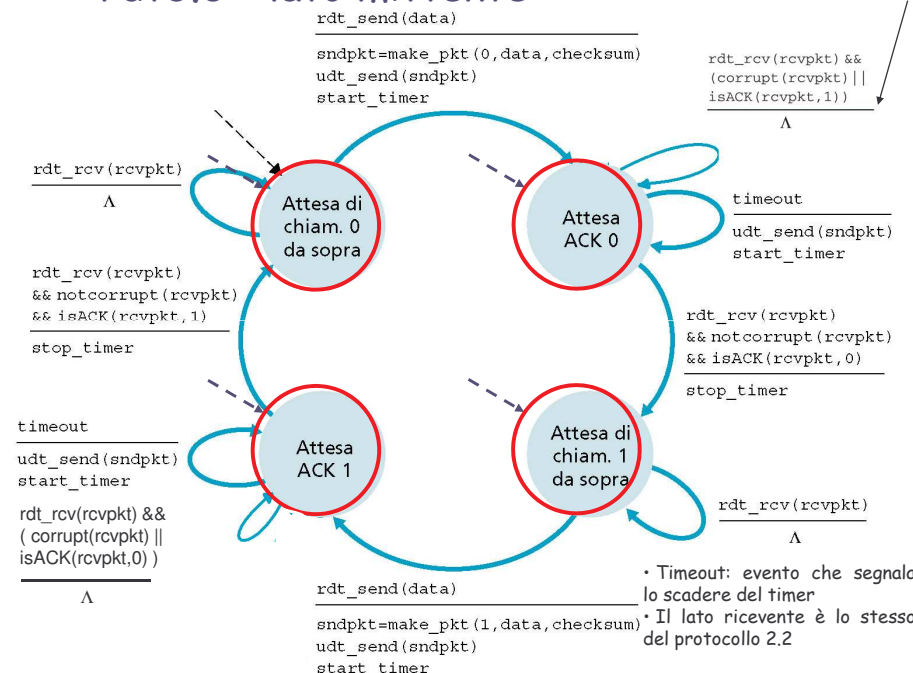 rdt_send(data)
sndpkt=make_pkt(0,data,checksum)
udt_send(sndpkt)
start_timer
rdt_rcv(rcvpkt) &&
(corrupt(rcvpkt)||
isACK(rcvpkt,1))
Λ
rdt_rcv(rcvpkt)
Λ
Attesa di
chiam. 0
da sopra
Attesa
ACK 0
timeout
udt_send(sndpkt)
start_timer
rdt_rcv(rcvpkt)
&& notcorrupt(rcvpkt)
&& isACK(rcvpkt,1)
stop_timer
rdt_rcv(rcvpkt)
&& notcorrupt(rcvpkt)
&& isACK(rcvpkt,0)
stop_timer
timeout
udt_send(sndpkt)
start_timer
rdt_rcv(rcvpkt) &&
( corrupt(rcvpkt) ||
isACK(rcvpkt,0) )
Λ
Attesa
ACK 1
Attesa di
chiam. 1
da sopra
rdt_rcv(rcvpkt)
Λ
rdt_send(data)
sndpkt=make_pkt(1,data,checksum)
udt_send(sndpkt)
start_timer
• Timeout: evento che segnala
lo scadere del timer
• Il lato ricevente è lo stesso
del protocollo 2.2